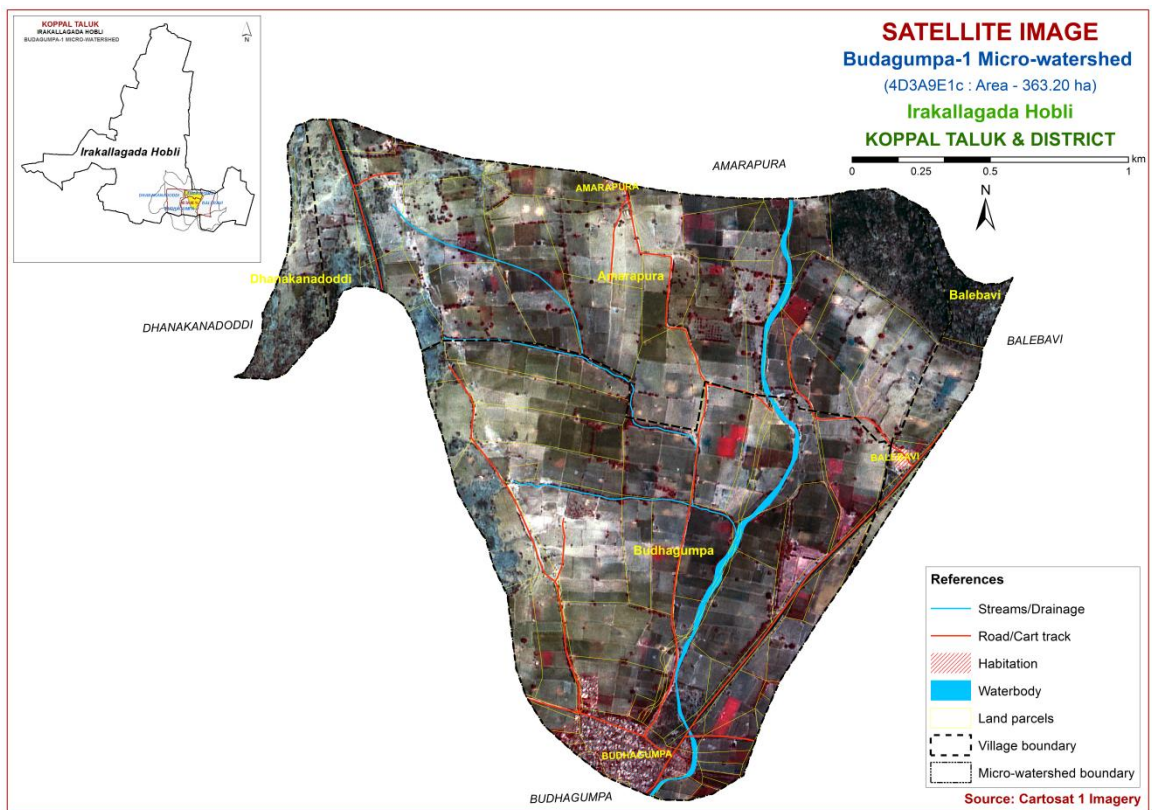 KOPPAL TALUK
IRAKALLAGADA HOBLI
BUDAGUMPA-1 MICRO-WATERSHED
N
Irakallagada Hobli
SATELLITE IMAGE
Budagumpa-1 Micro-watershed
(4D3A9E1c : Area - 363.20 ha)
Irakallagada Hobli
KOPPAL TALUK & DISTRICT
km
0 0.25 0.5 1
N
AMARAPURA
AMARAPURA
Amarapura
Dhanakanadoddi
Balebavi
DHANAKANADODDI
BALEBAVI
BALEBAVI
Budhagumpa
BUDHAGUMPA
BUDHAGUMPA
References
Streams/Drainage
Road/Cart track
Habitation
Waterbody
Land parcels
Village boundary
Micro-watershed boundary
Source: Cartosat 1 Imagery